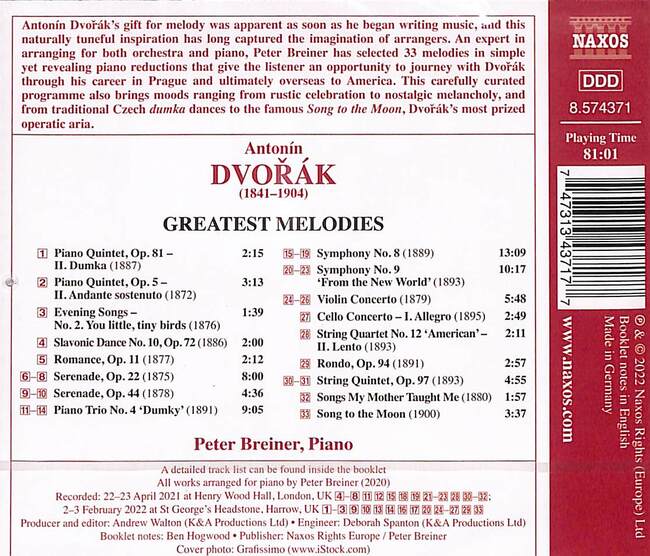 Antonín Dvořák's gift for melody was apparent as soon as he began writing music, and this
naturally tuneful inspiration has long captured the imagination of arrangers. An expert in
arranging for both orchestra and piano, Peter Breiner has selected 33 melodies in simple
yet revealing piano reductions that give the listener an opportunity to journey with Dvořák
through his career in Prague and ultimately overseas to America. This carefully curated
programme also brings moods ranging from rustic celebration to nostalgic melancholy, and
from traditional Czech dumka dances to the famous Song to the Moon, Dvořák's most prized
operatic aria.
Antonín
DVOŘÁK
(1841–1904)
GREATEST MELODIES
1 Piano Quintet, Op. 81 – 2:15
II. Dumka (1887)
2 Piano Quintet, Op. 5 – 3:13
II. Andante sostenuto (1872)
3 Evening Songs – 1:39
No. 2. You little, tiny birds (1876)
4 Slavonic Dance No. 10, Op. 72 (1886) 2:00
5 Romance, Op. 11 (1877) 2:12
6–8 Serenade, Op. 22 (1875) 8:00
9–10 Serenade, Op. 44 (1878) 4:36
11–14 Piano Trio No. 4 'Dumky' (1891) 9:05
15–19 Symphony No. 8 (1889) 13:09
20–23 Symphony No. 9 10:17
'From the New World' (1893)
24–26 Violin Concerto (1879) 5:48
27 Cello Concerto – I. Allegro (1895) 2:49
28 String Quartet No. 12 'American' – 2:11
II. Lento (1893)
29 Rondo, Op. 94 (1891) 2:57
30–31 String Quintet, Op. 97 (1893) 4:55
32 Songs My Mother Taught Me (1880) 1:57
33 Song to the Moon (1900) 3:37
Peter Breiner, Piano
A detailed track list can be found inside the booklet
All works arranged for piano by Peter Breiner (2020)
Recorded: 22–23 April 2021 at Henry Wood Hall, London, UK 4–8 11 12 15 18 19 21–23 28 30–32;
2–3 February 2022 at St George's Headstone, Harrow, UK 1–3 9 10 13 14 16 17 20 24–27 29 33
Producer and editor: Andrew Walton (K&A Productions Ltd) • Engineer: Deborah Spanton (K&A Productions Ltd)
Booklet notes: Ben Hogwood • Publisher: Naxos Rights Europe / Peter Breiner
Cover photo: Grafissimo (www.iStock.com)
NAXOS
DDD
8.574371
Playing Time
81:01
7 47313 43717 7
www.naxos.com
℗ & © 2022 Naxos Rights (Europe) Ltd
Booklet notes in English
Made in Germany